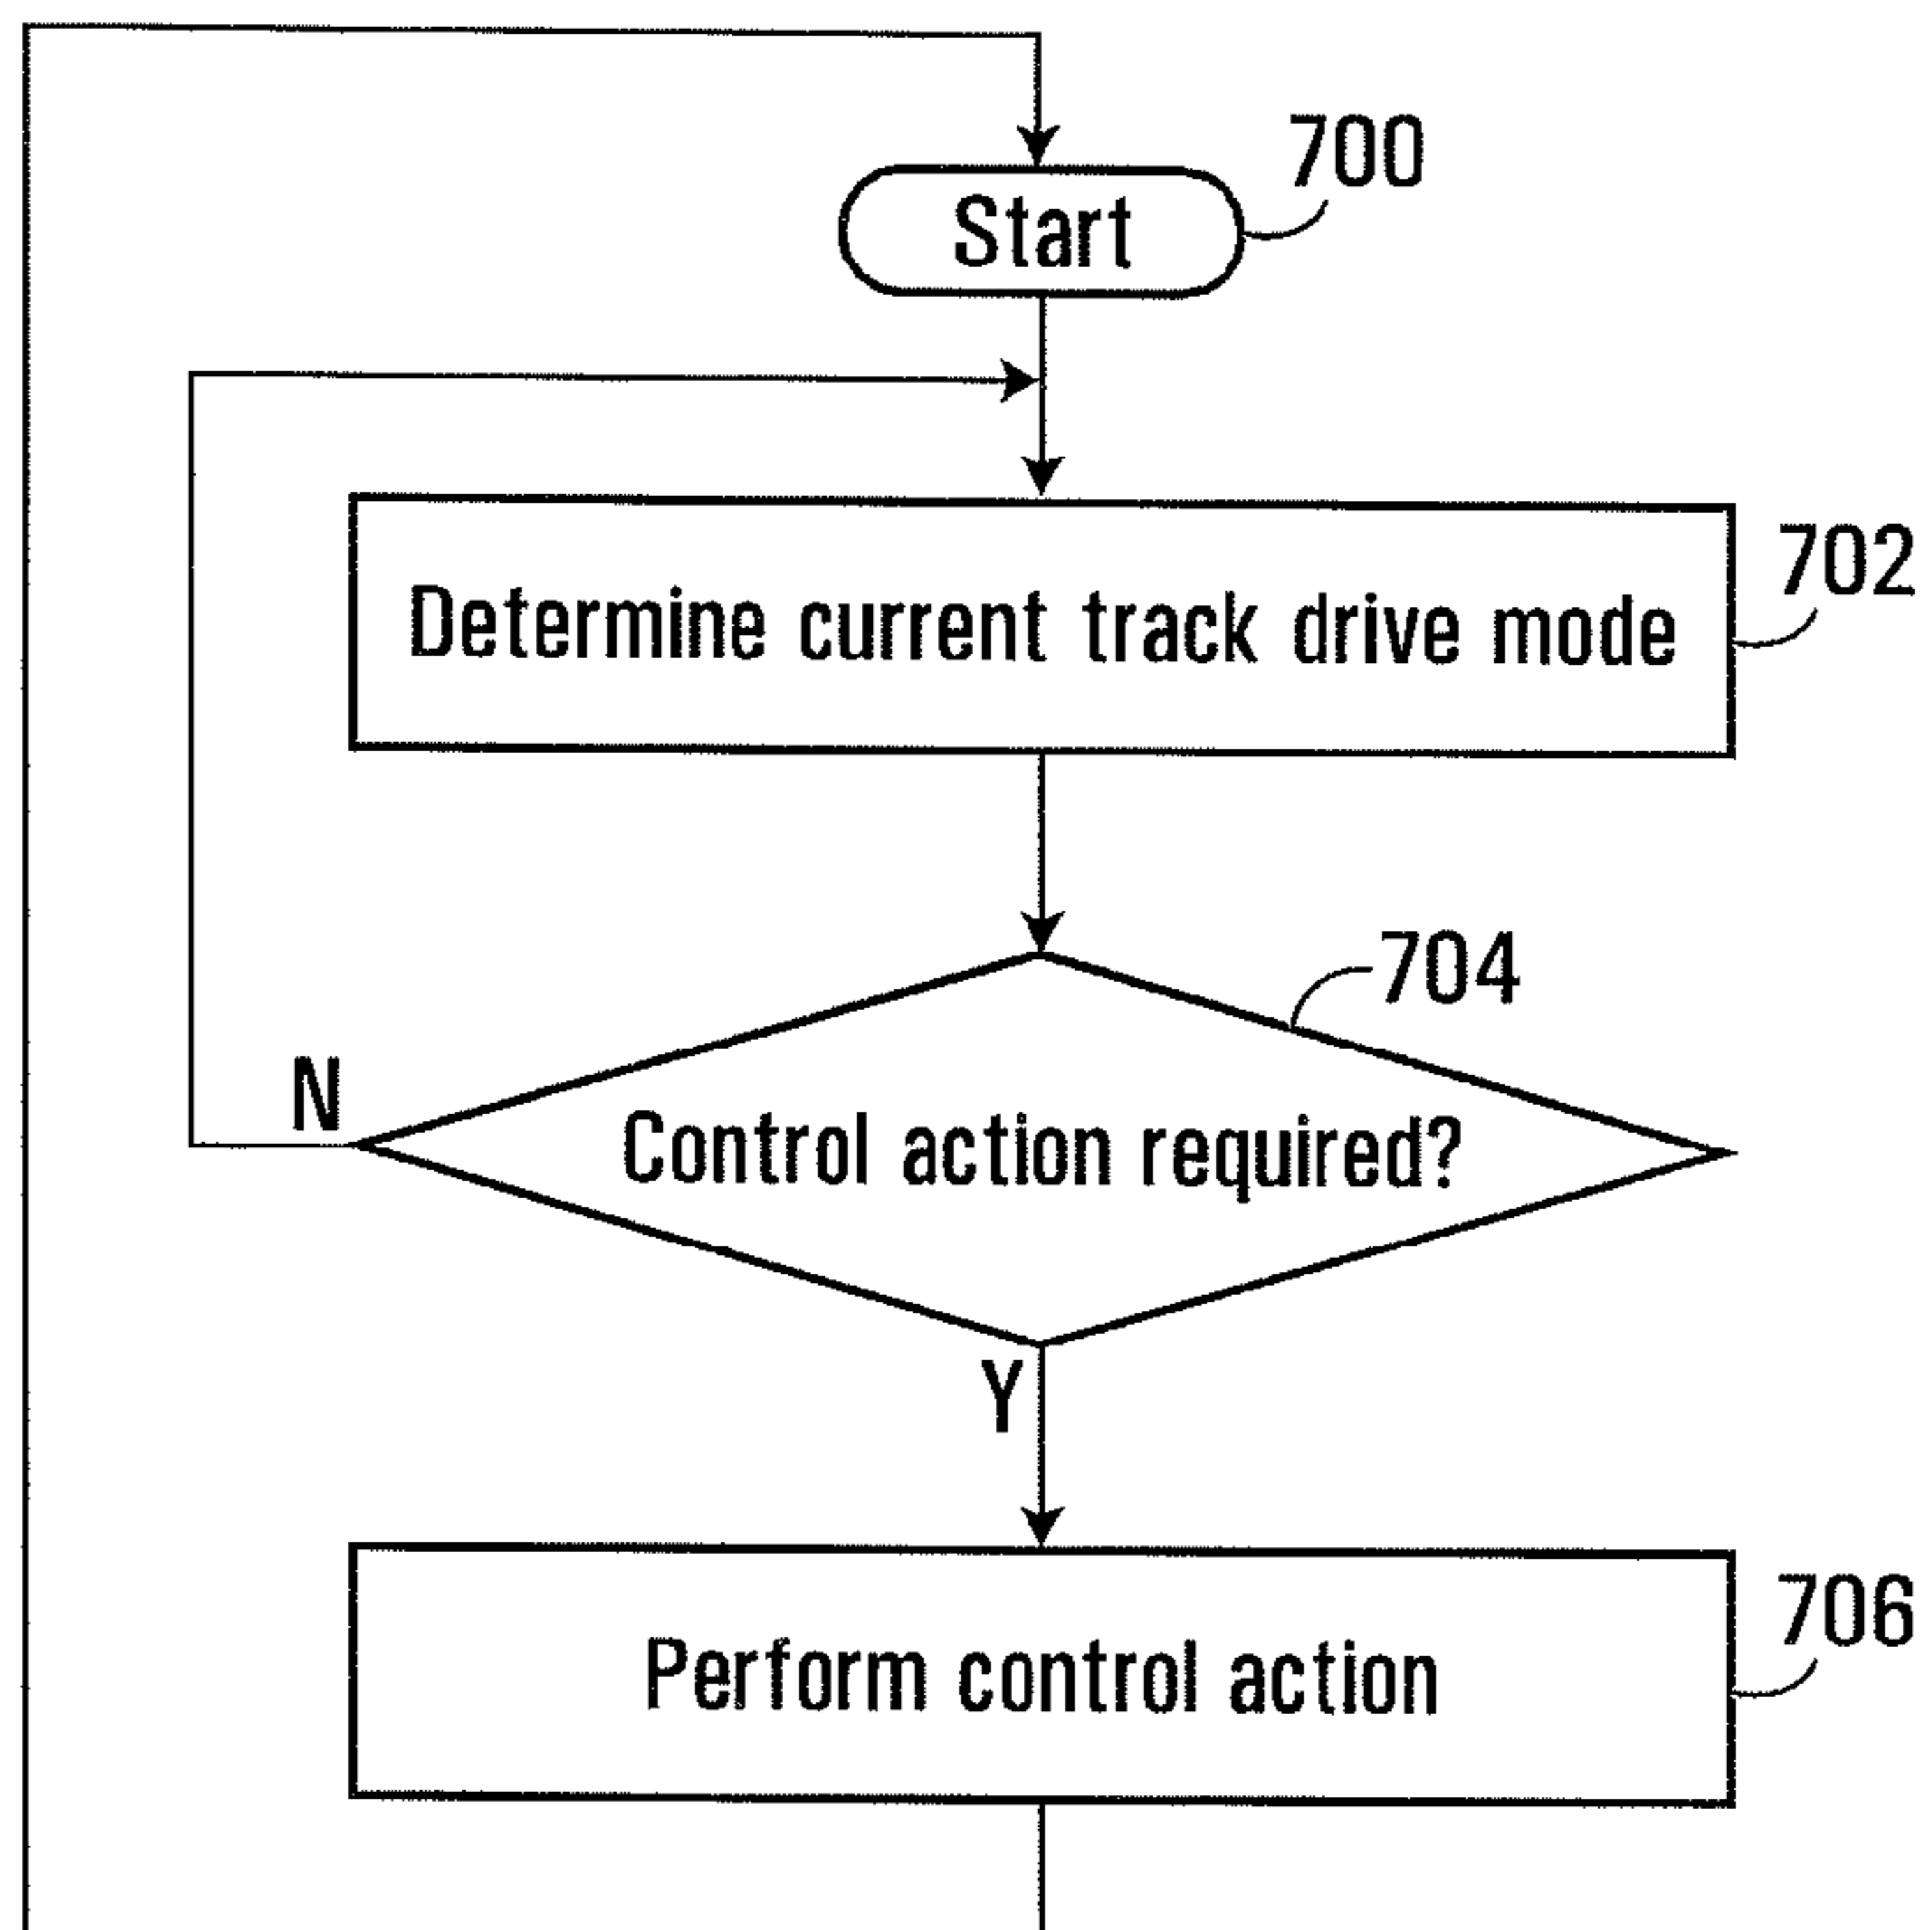 700
Start
702
Determine current track drive mode
704
N
Control action required?
Y
706
Perform control action